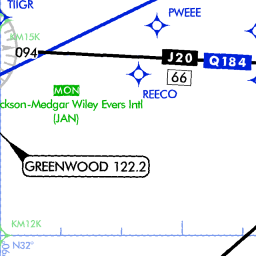 TIIGR
PWEEE
KM15K
094
J20
Q184
66
REECO
MON
ckson-Medgar Wiley Evers Intl
(JAN)
GREENWOOD 122.2
KM12K
N32°